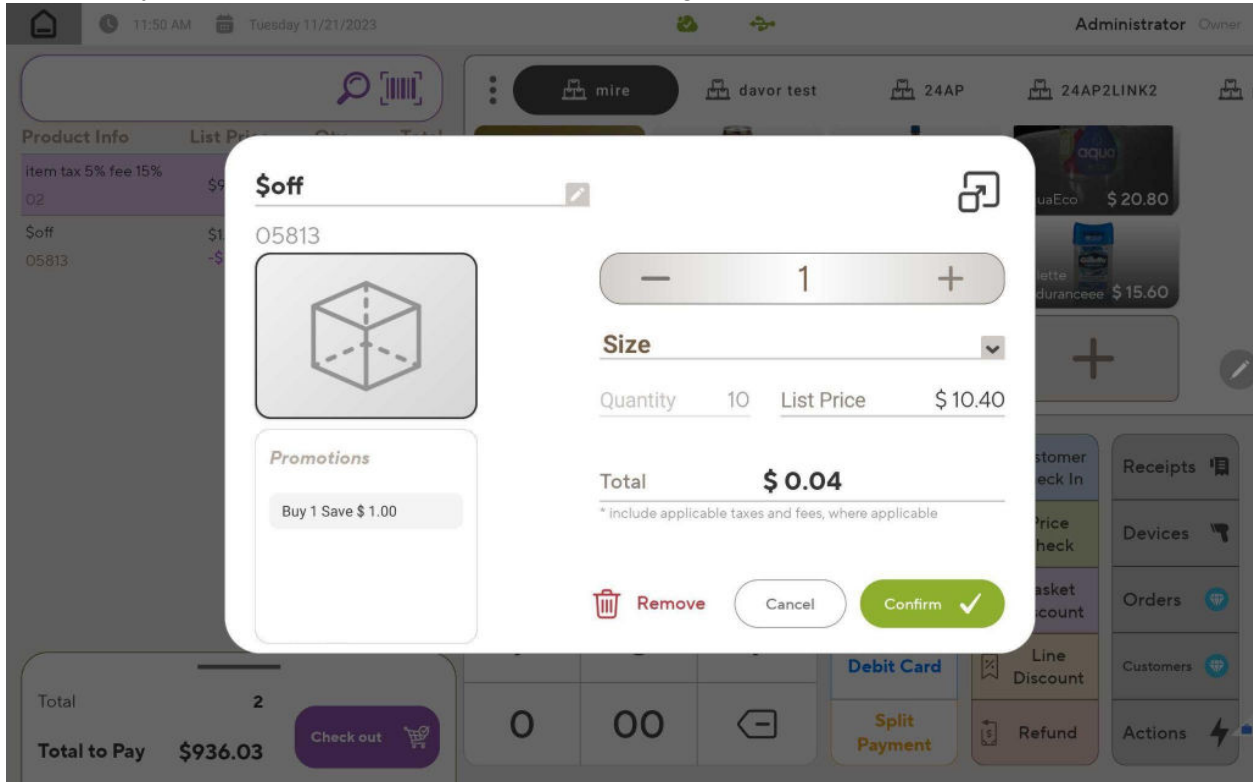 11:50 AM Tuesday 11/21/2023 Administrator Owner
mire davor test 24AP 24AP2LINK2
Product Info List Price Qty Total
item tax 5% fee 15%
02
$off
05813
$off
05813
1
Size
Quantity 10 List Price $ 10.40
Promotions
Buy 1 Save $ 1.00
Total $ 0.04
* include applicable taxes and fees, where applicable
Remove Cancel Confirm
$ 20.80
$ 15.60
Receipts
Devices
Orders
Customers
Actions
Debit Card
Line
Discount
Split
Payment
Refund
0 00
Total 2
Total to Pay $936.03
Check out